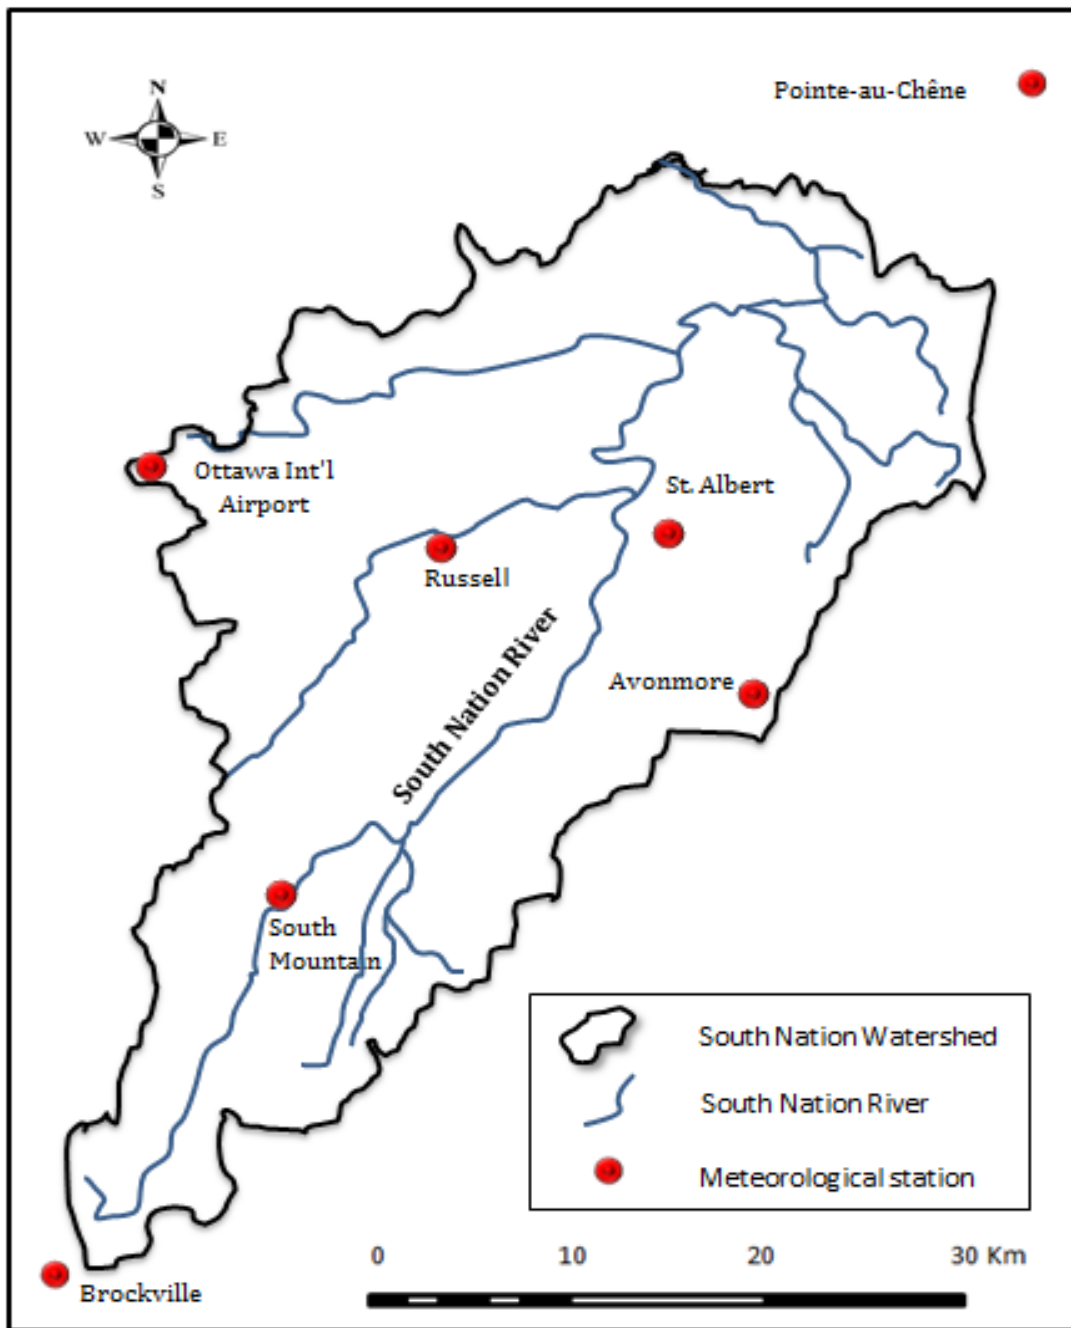 Pointe-au-Chêne
N
W E
S
Ottawa Int'l
Airport
St. Albert
Russell
South Nation River
Avonmore
South
Mountain
South Nation Watershed
South Nation River
Meteorological station
0 10 20 30 Km
Brockville